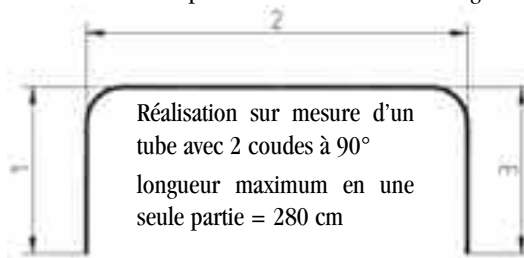 2
Réalisation sur mesure d'un
tube avec 2 coudes à 90°
longueur maximum en une
seule partie = 280 cm
1
3